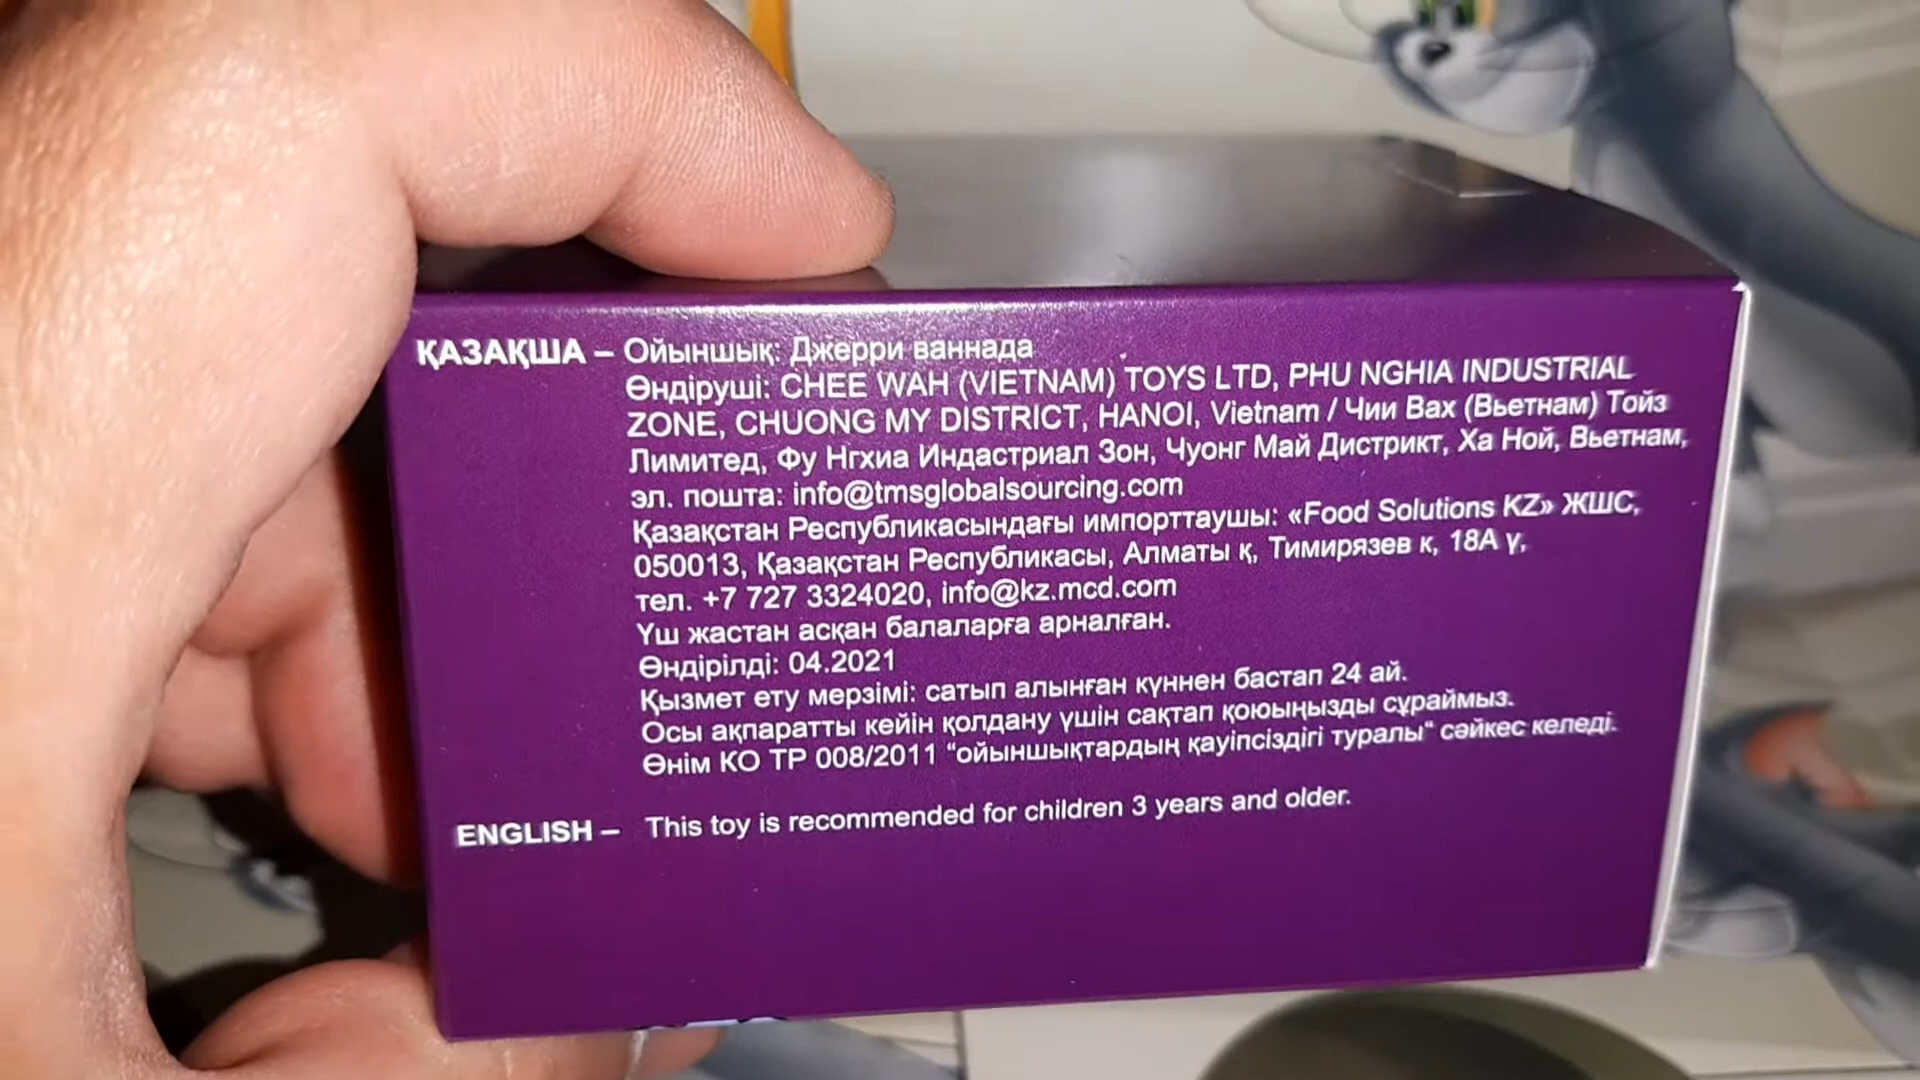 ҚАЗАҚША – Ойыншық: Джерри ваннада
Өндіруші: CHEE WAH (VIETNAM) TOYS LTD, PHU NGHIA INDUSTRIAL
ZONE, CHUONG MY DISTRICT, HANOI, Vietnam / Чии Вах (Вьетнам) Тойз
Лимитед, Фу Нгхиа Индастриал Зон, Чуонг Май Дистрикт, Ха Ной, Вьетнам,
эл. пошта: info@tmsglobalsourcing.com
Қазақстан Республикасындағы импорттаушы: «Food Solutions KZ» ЖШС,
050013, Қазақстан Республикасы, Алматы қ, Тимирязев к, 18А ү,
тел. +7 727 3324020, info@kz.mcd.com
Үш жастан асқан балаларға арналған.
Өндірілді: 04.2021
Қызмет ету мерзімі: сатып алынған күннен бастап 24 ай.
Осы ақпаратты кейін қолдану үшін сақтап қоюыңызды сұраймыз.
Өнім КО ТР 008/2011 “ойыншықтардың қауіпсіздігі туралы“ сәйкес келеді.
ENGLISH – This toy is recommended for children 3 years and older.